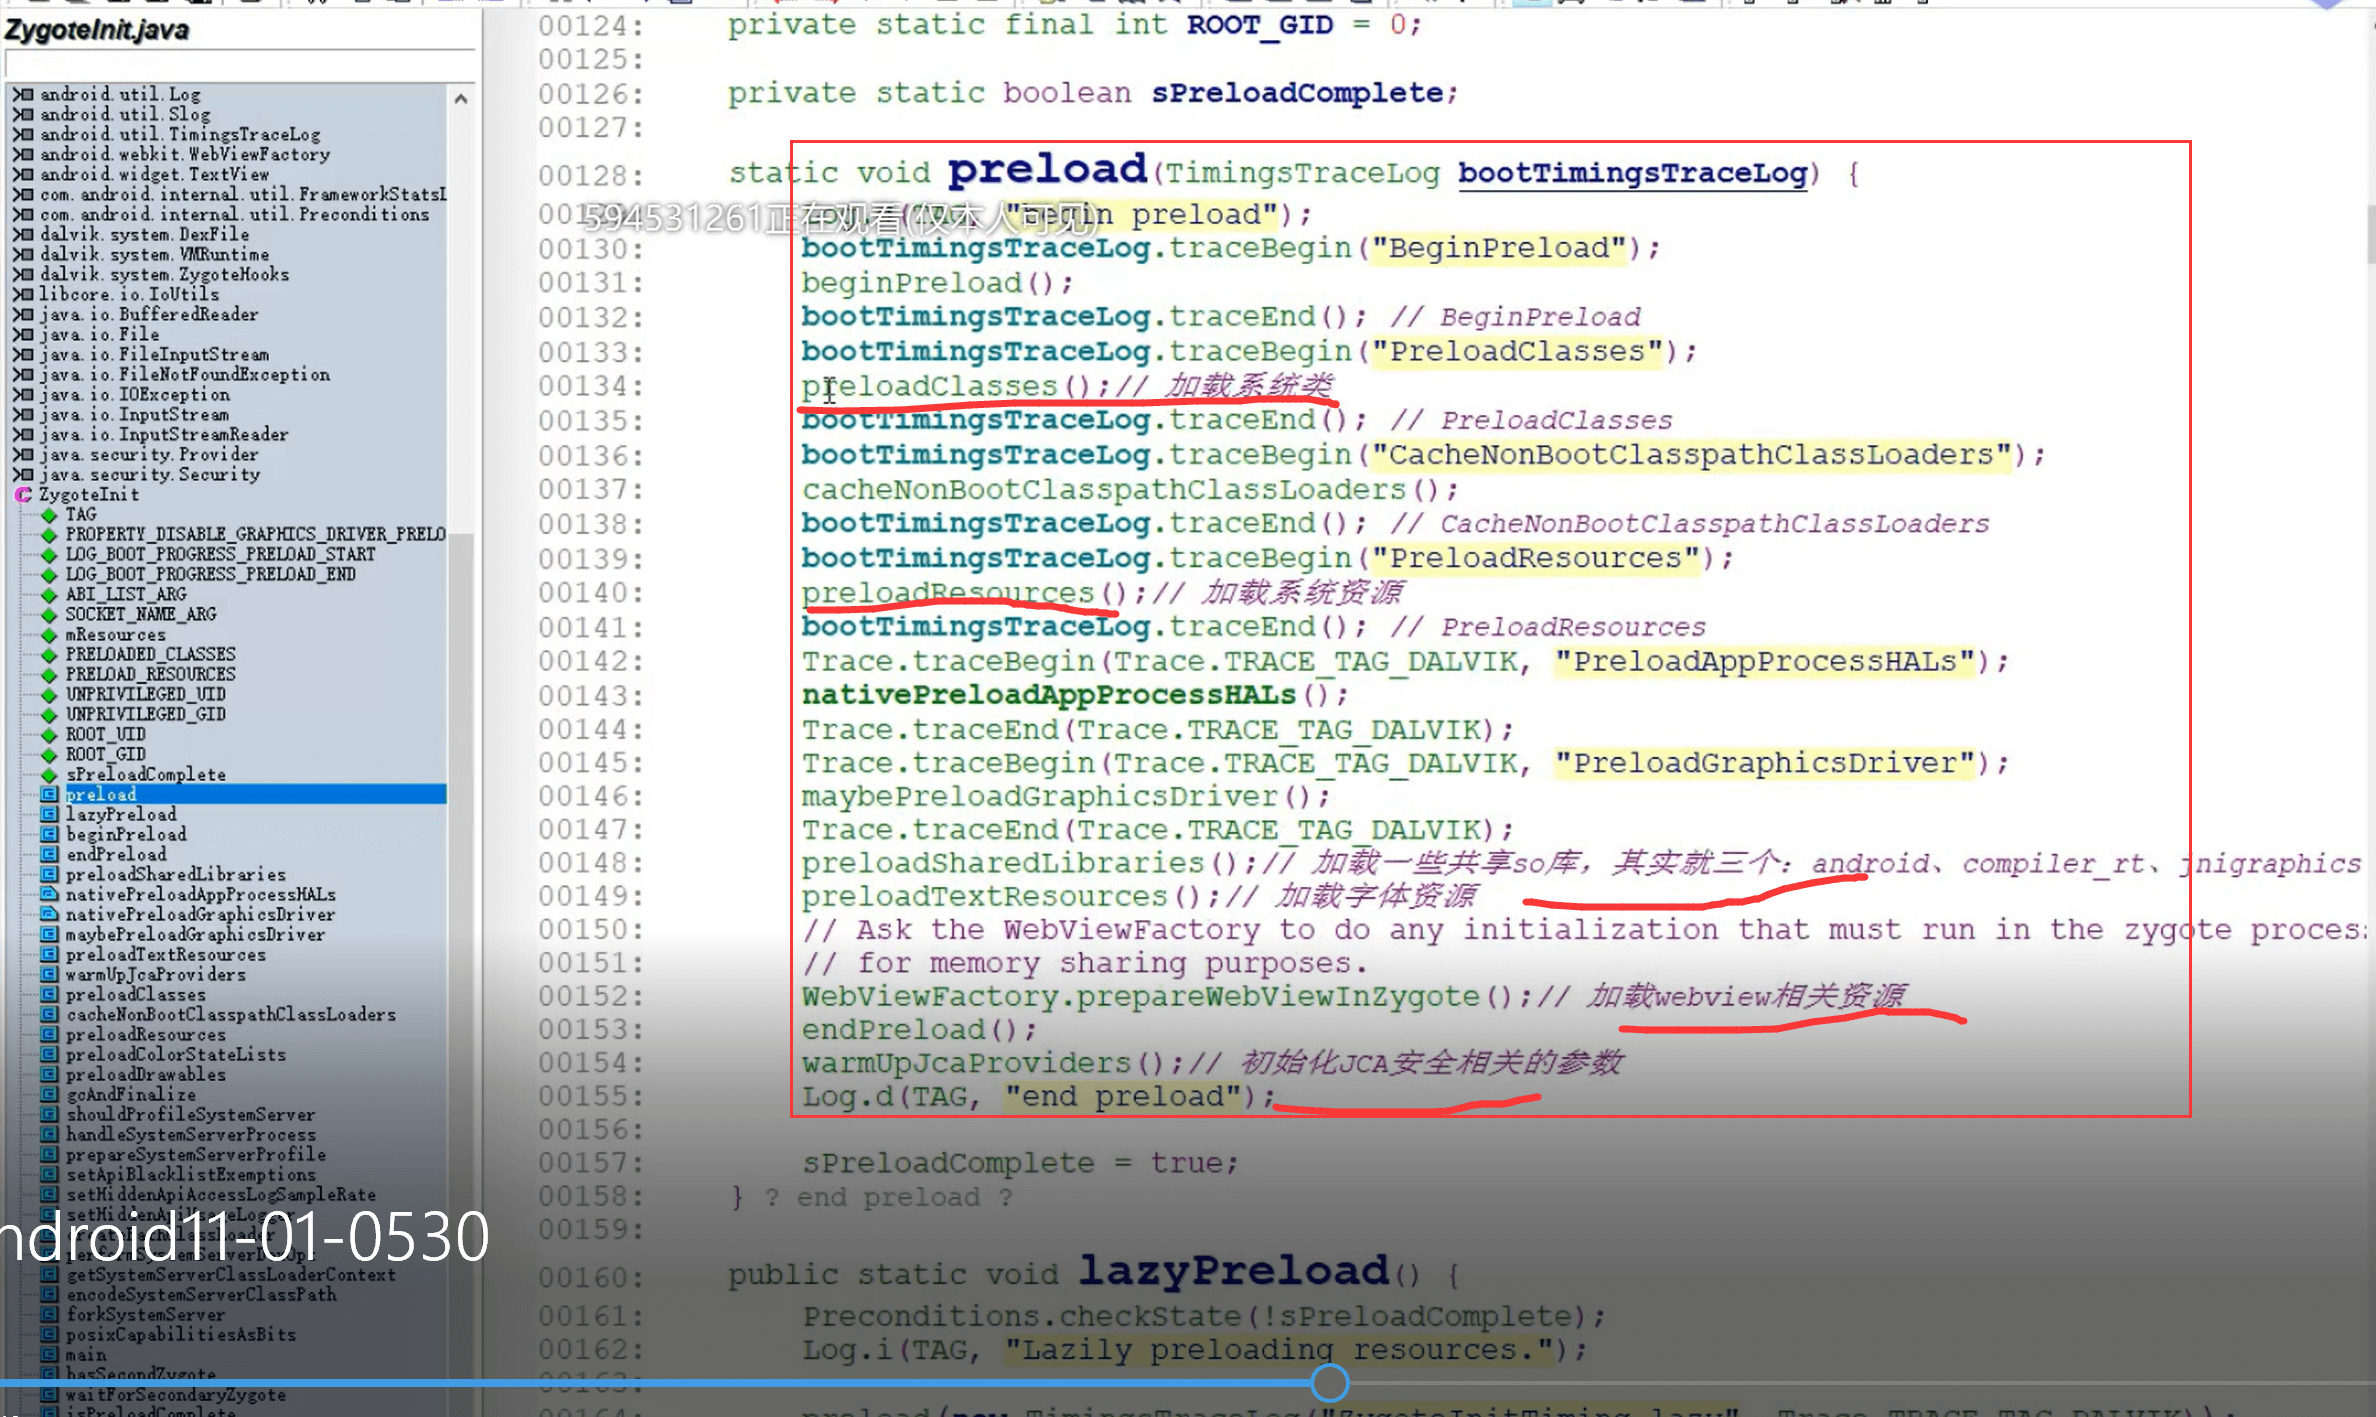 ZygoteInit.java
android.util.Log
android.util.Slog
android.util.TimingsTraceLog
android.webkit.WebViewFactory
android.widget.TextView
com.android.internal.util.FrameworkStatsL
com.android.internal.util.Preconditions
dalvik.system.DexFile
dalvik.system.VMRuntime
dalvik.system.ZygoteHooks
libcore.io.IoUtils
java.io.BufferedReader
java.io.File
java.io.FileInputStream
java.io.FileNotFoundException
java.io.IOException
java.io.InputStream
java.io.InputStreamReader
java.security.Provider
java.security.Security
ZygoteInit
TAG
PROPERTY_DISABLE_GRAPHICS_DRIVER_PRELO
LOG_BOOT_PROGRESS_PRELOAD_START
LOG_BOOT_PROGRESS_PRELOAD_END
ABI_LIST_ARG
SOCKET_NAME_ARG
mResources
PRELOADED_CLASSES
PRELOAD_RESOURCES
UNPRIVILEGED_UID
UNPRIVILEGED_GID
ROOT_UID
ROOT_GID
sPreloadComplete
preload
lazyPreload
beginPreload
endPreload
preloadSharedLibraries
nativePreloadAppProcessHALs
nativePreloadGraphicsDriver
maybePreloadGraphicsDriver
preloadTextResources
warmUpJcaProviders
preloadClasses
cacheNonBootClasspathClassLoaders
preloadResources
preloadColorStateLists
preloadDrawables
gcAndFinalize
shouldProfileSystemServer
handleSystemServerProcess
prepareSystemServerProfile
setApiBlacklistExemptions
setHiddenApiAccessLogSampleRate
ndroid11-01-0530
getSystemServerClassLoaderContext
encodeSystemServerClassPath
forkSystemServer
posixCapabilitiesAsBits
main
hasSecondZygote
waitForSecondaryZygote
isPreloadComplete
00124: private static final int ROOT_GID = 0;
00125:
00126: private static boolean sPreloadComplete;
00127:
00128: static void preload(TimingsTraceLog bootTimingsTraceLog) {
594531261正在观看(仅本人可见)
"begin preload");
00130: bootTimingsTraceLog.traceBegin("BeginPreload");
00131: beginPreload();
00132: bootTimingsTraceLog.traceEnd(); // BeginPreload
00133: bootTimingsTraceLog.traceBegin("PreloadClasses");
00134: preloadClasses();// 加载系统类
00135: bootTimingsTraceLog.traceEnd(); // PreloadClasses
00136: bootTimingsTraceLog.traceBegin("CacheNonBootClasspathClassLoaders");
00137: cacheNonBootClasspathClassLoaders();
00138: bootTimingsTraceLog.traceEnd(); // CacheNonBootClasspathClassLoaders
00139: bootTimingsTraceLog.traceBegin("PreloadResources");
00140: preloadResources();// 加载系统资源
00141: bootTimingsTraceLog.traceEnd(); // PreloadResources
00142: Trace.traceBegin(Trace.TRACE_TAG_DALVIK, "PreloadAppProcessHALs");
00143: nativePreloadAppProcessHALs();
00144: Trace.traceEnd(Trace.TRACE_TAG_DALVIK);
00145: Trace.traceBegin(Trace.TRACE_TAG_DALVIK, "PreloadGraphicsDriver");
00146: maybePreloadGraphicsDriver();
00147: Trace.traceEnd(Trace.TRACE_TAG_DALVIK);
00148: preloadSharedLibraries();// 加载一些共享so库，其实就三个：android、compiler_rt、jnigraphics
00149: preloadTextResources();// 加载字体资源
00150: // Ask the WebViewFactory to do any initialization that must run in the zygote proces
00151: // for memory sharing purposes.
00152: WebViewFactory.prepareWebViewInZygote();// 加载webview相关资源
00153: endPreload();
00154: warmUpJcaProviders();// 初始化JCA安全相关的参数
00155: Log.d(TAG, "end preload");
00156:
00157: sPreloadComplete = true;
00158: } ? end preload ?
00159:
00160: public static void lazyPreload() {
00161: Preconditions.checkState(!sPreloadComplete);
00162: Log.i(TAG, "Lazily preloading resources.");
00163: